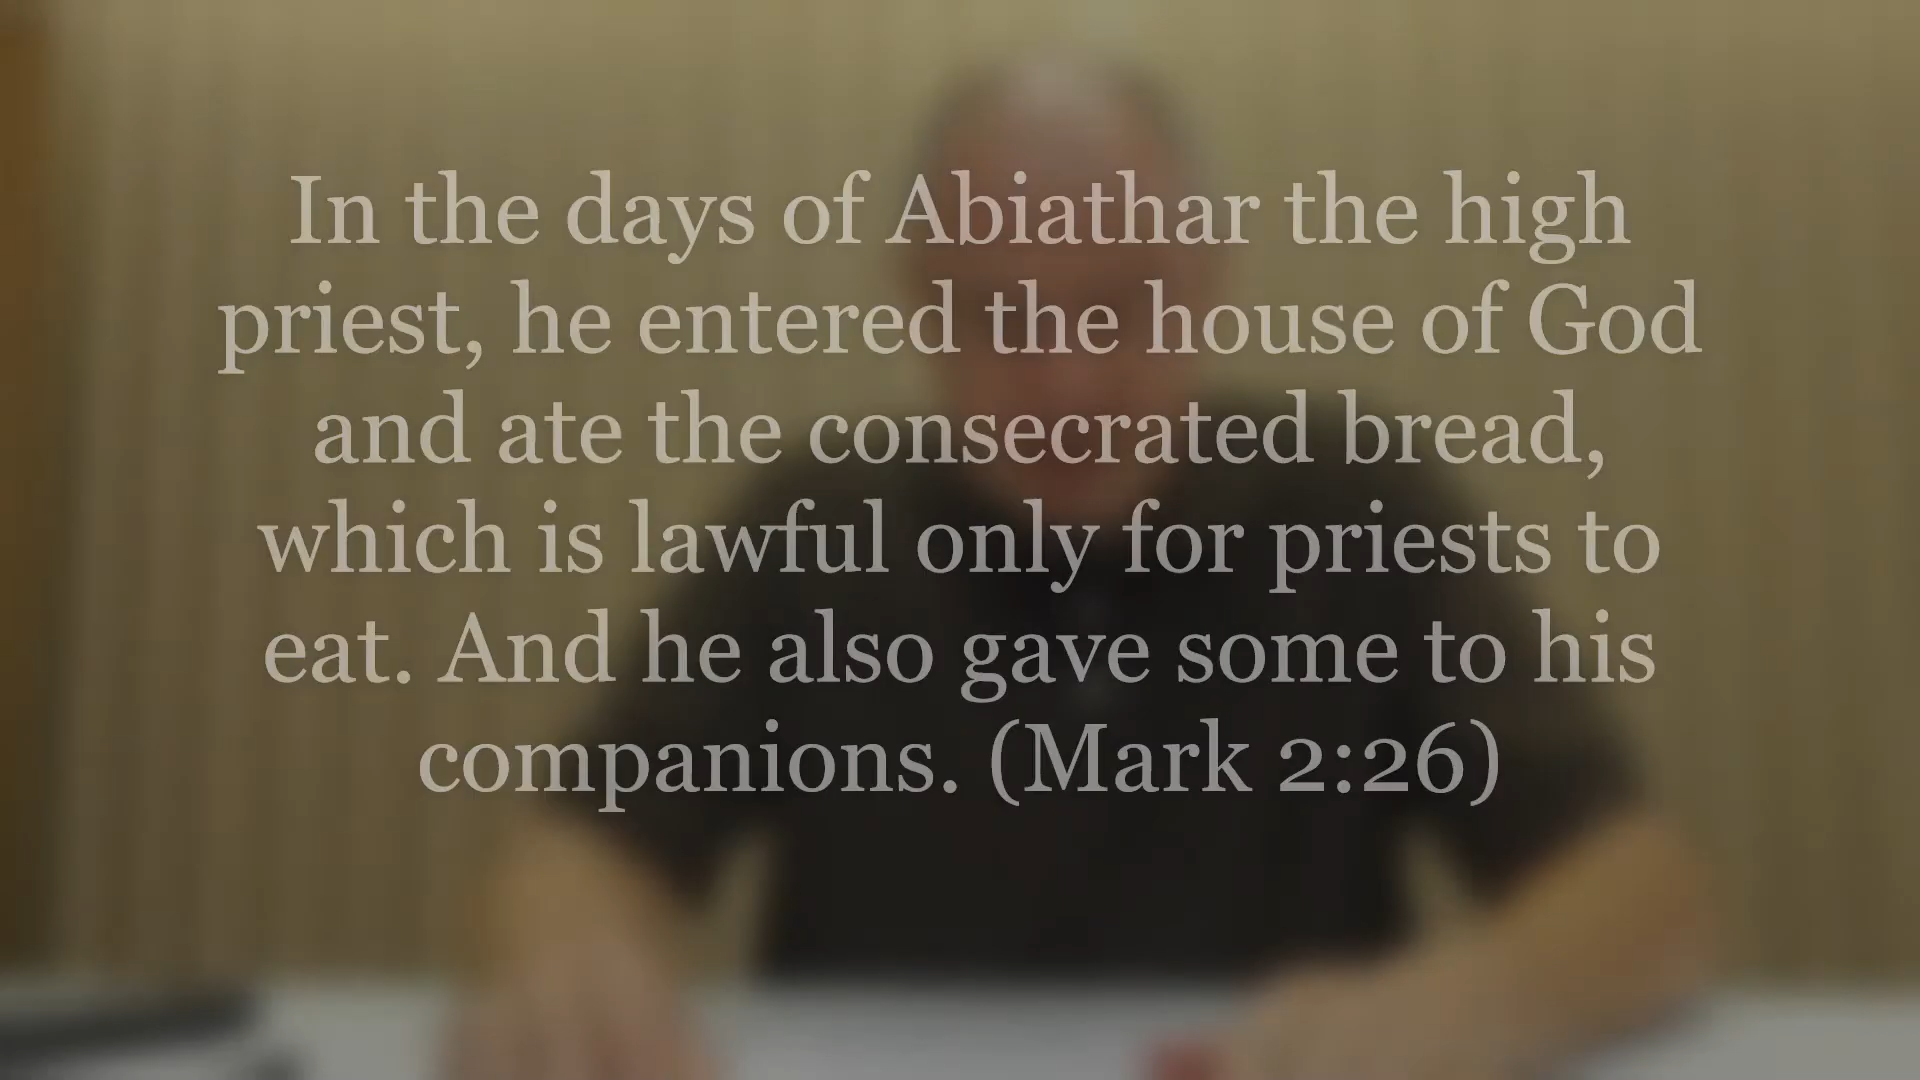 In the days of Abiathar the high
priest, he entered the house of God
and ate the consecrated bread,
which is lawful only for priests to
eat. And he also gave some to his
companions. (Mark 2:26)